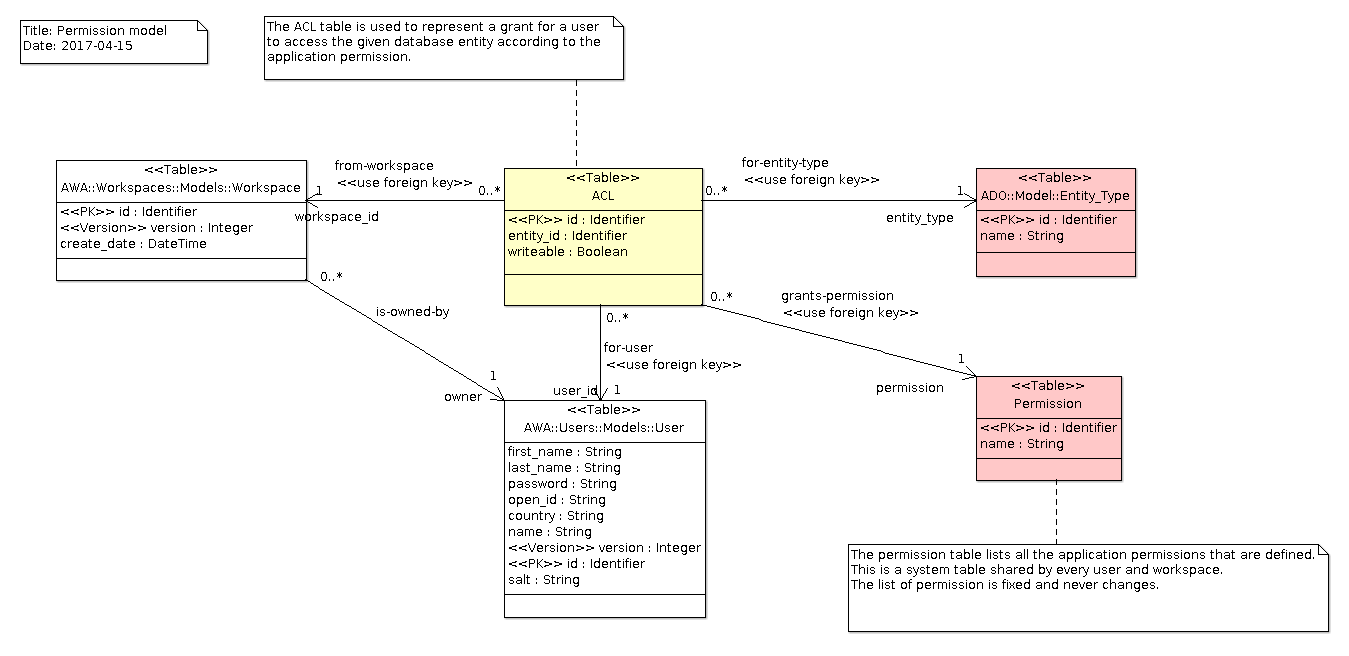 Title: Permission model
Date: 2017-04-15
The ACL table is used to represent a grant for a user
to access the given database entity according to the
application permission.
<<Table>>
AWA::Workspaces::Models::Workspace
<<PK>> id : Identifier
<<Version>> version : Integer
create_date : DateTime
from-workspace
<<use foreign key>>
1
0..*
workspace_id
<<Table>>
ACL
<<PK>> id : Identifier
entity_id : Identifier
writeable : Boolean
for-entity-type
<<use foreign key>>
0..*
1
entity_type
<<Table>>
ADO::Model::Entity_Type
<<PK>> id : Identifier
name : String
0..*
is-owned-by
1
owner
0..*
for-user
<<use foreign key>>
user_id
1
0..*
grants-permission
<<use foreign key>>
1
permission
<<Table>>
Permission
<<PK>> id : Identifier
name : String
<<Table>>
AWA::Users::Models::User
first_name : String
last_name : String
password : String
open_id : String
country : String
name : String
<<Version>> version : Integer
<<PK>> id : Identifier
salt : String
The permission table lists all the application permissions that are defined.
This is a system table shared by every user and workspace.
The list of permission is fixed and never changes.